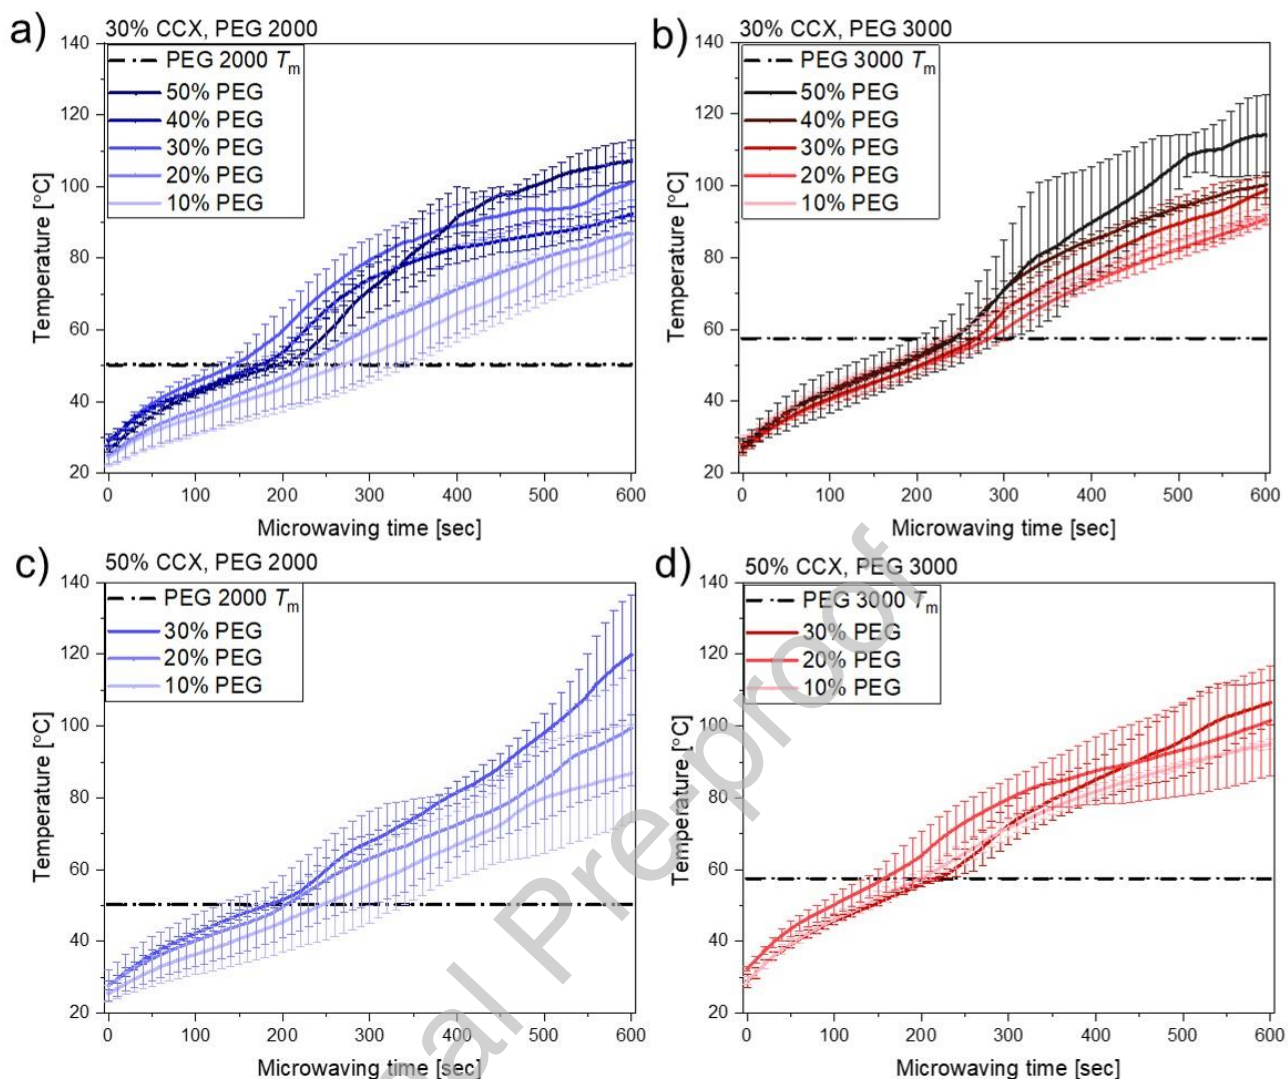 a)
30% CCX, PEG 2000
140
120
100
80
60
40
20
Temperature [°C]
PEG 2000 Tm
50% PEG
40% PEG
30% PEG
20% PEG
10% PEG
0 100 200 300 400 500 600
Microwaving time [sec]
b)
30% CCX, PEG 3000
140
120
100
80
60
40
20
Temperature [°C]
PEG 3000 Tm
50% PEG
40% PEG
30% PEG
20% PEG
10% PEG
0 100 200 300 400 500 600
Microwaving time [sec]
c)
50% CCX, PEG 2000
140
120
100
80
60
40
20
Temperature [°C]
PEG 2000 Tm
30% PEG
20% PEG
10% PEG
0 100 200 300 400 500 600
Microwaving time [sec]
d)
50% CCX, PEG 3000
140
120
100
80
60
40
20
Temperature [°C]
PEG 3000 Tm
30% PEG
20% PEG
10% PEG
0 100 200 300 400 500 600
Microwaving time [sec]
nal Pre-proof